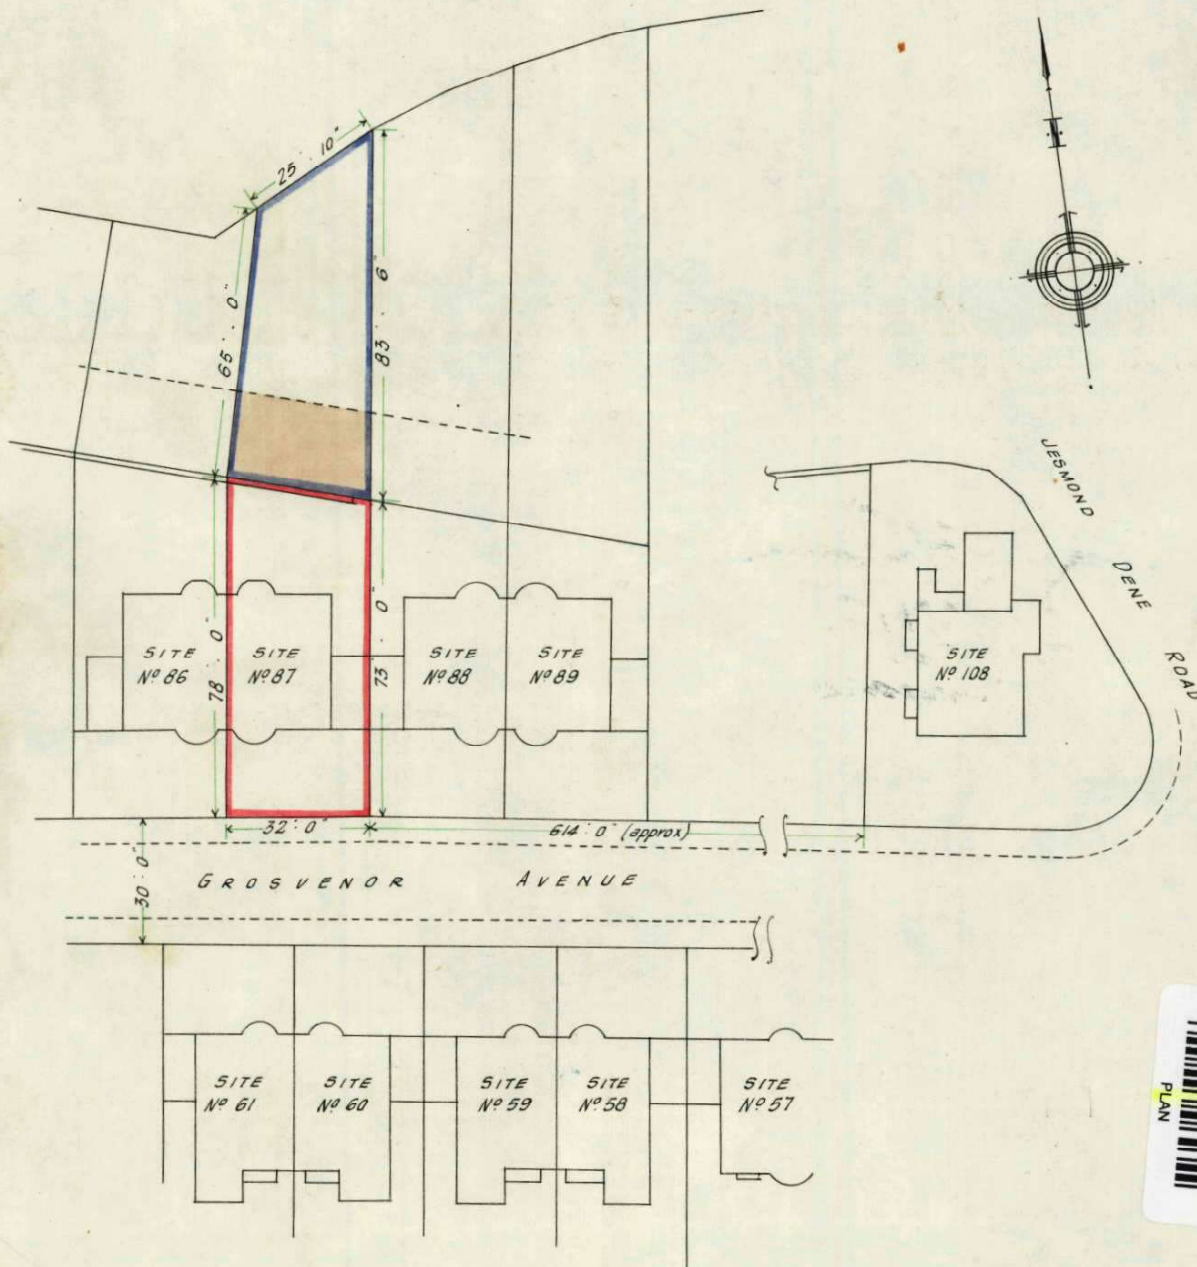 25 . 10"
N
65 . 0"
83 . 6"
JESMOND
DENE
ROAD
78 . 0"
73 . 0"
SITE
Nº 86
SITE
Nº 87
SITE
Nº 88
SITE
Nº 89
SITE
Nº 108
32 . 0"
614 . 0" (approx)
30 : 0"
GROSVENOR AVENUE
SITE
Nº 61
SITE
Nº 60
SITE
Nº 59
SITE
Nº 58
SITE
Nº 57
PLAN